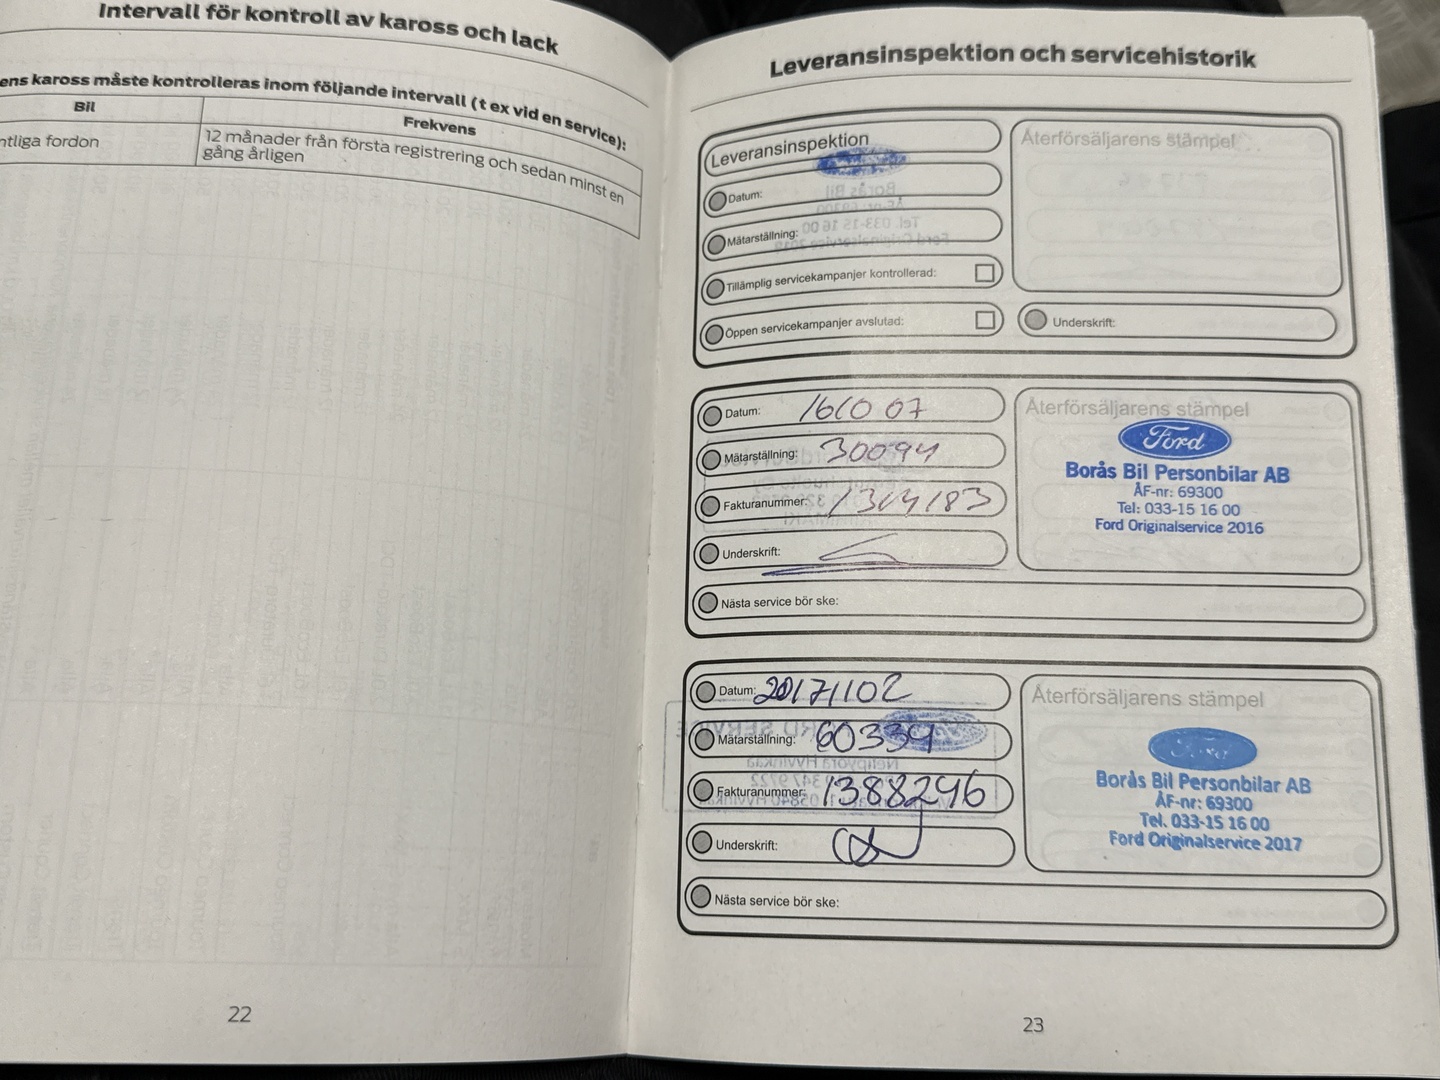 Intervall för kontroll av kaross och lack
ens kaross måste kontrolleras inom följande intervall (t ex vid en service):
Bil
Frekvens
ntliga fordon
12 månader från första registrering och sedan minst en
gång årligen
22
Leveransinspektion och servicehistorik
Leveransinspektion
Återförsäljarens stämpel
Datum:
Mätarställning:
Tillämplig servicekampanjer kontrollerad:
Öppen servicekampanjer avslutad:
Underskrift:
Datum: 161007
Mätarställning: 30094
Fakturanummer:
Underskrift:
Nästa service bör ske:
Återförsäljarens stämpel
Ford
Borås Bil Personbilar AB
ÅF-nr: 69300
Tel: 033-15 16 00
Ford Originalservice 2016
Datum: 20171102
Mätarställning: 60339
Fakturanummer: 1388246
Underskrift:
Nästa service bör ske:
Återförsäljarens stämpel
Ford
Borås Bil Personbilar AB
ÅF-nr: 69300
Tel. 033-15 16 00
Ford Originalservice 2017
23